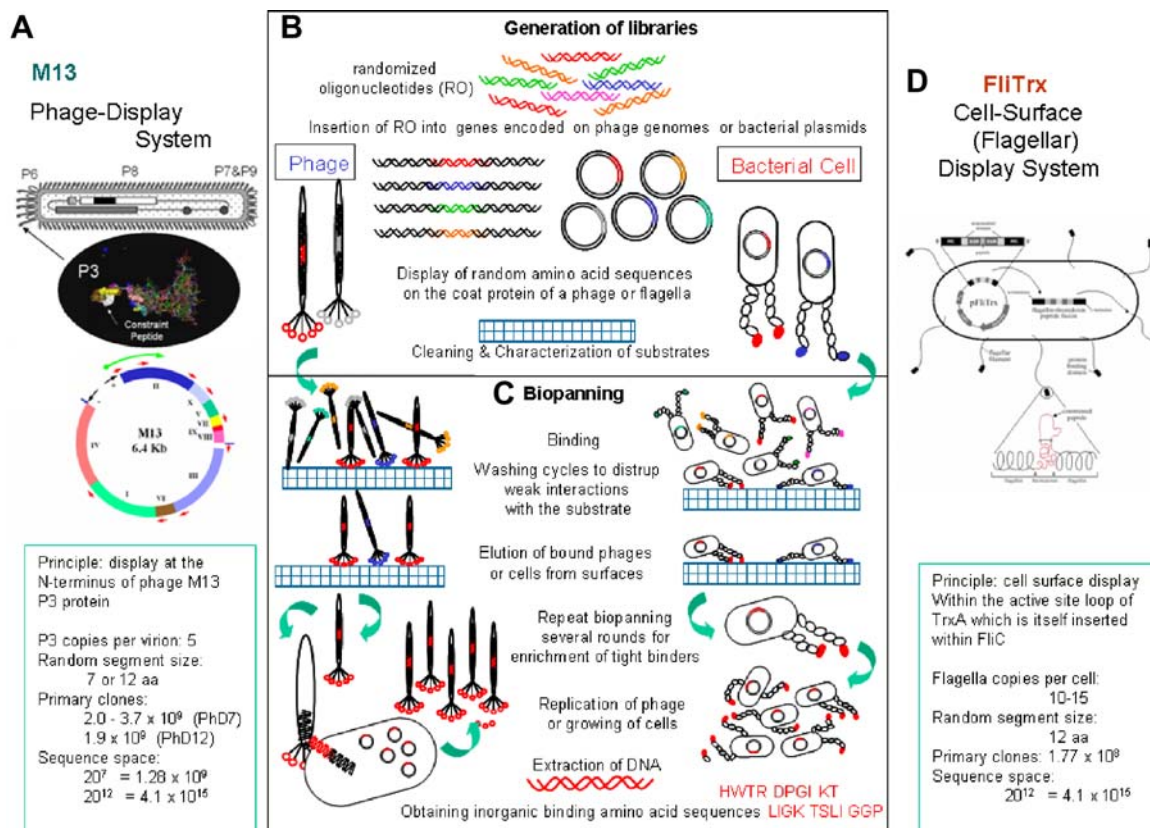 A
M13
Phage-Display
System
P6
P8
P7&P9
P3
Constraint
Peptide
II
X
V
VII
IX
VIII
III
VI
I
IV
M13
6.4 Kb
Principle: display at the
N-terminus of phage M13
P3 protein
P3 copies per virion: 5
Random segment size:
7 or 12 aa
Primary clones:
2.0 - 3.7 x 10⁹ (PhD7)
1.9 x 10⁹ (PhD12)
Sequence space:
20⁷ = 1.28 x 10⁹
20¹² = 4.1 x 10¹⁵
B
Generation of libraries
randomized
oligonucleotides (RO)
Insertion of RO into genes encoded on phage genomes or bacterial plasmids
Phage
Bacterial Cell
Display of random amino acid sequences
on the coat protein of a phage or flagella
Cleaning & Characterization of substrates
C
Biopanning
Binding
Washing cycles to distrup
weak interactions
with the substrate
Elution of bound phages
or cells from surfaces
Repeat biopanning
several rounds for
enrichment of tight binders
Replication of phage
or growing of cells
Extraction of DNA
HWTR DPGI KT
Obtaining inorganic binding amino acid sequences LIGK TSLI GGP
D
FliTrx
Cell-Surface
(Flagellar)
Display System
pFliTrx
flagellar
filament
Principle: cell surface display
Within the active site loop of
TrxA which is itself inserted
within FliC
Flagella copies per cell:
10-15
Random segment size:
12 aa
Primary clones: 1.77 x 10⁸
Sequence space:
20¹² = 4.1 x 10¹⁵